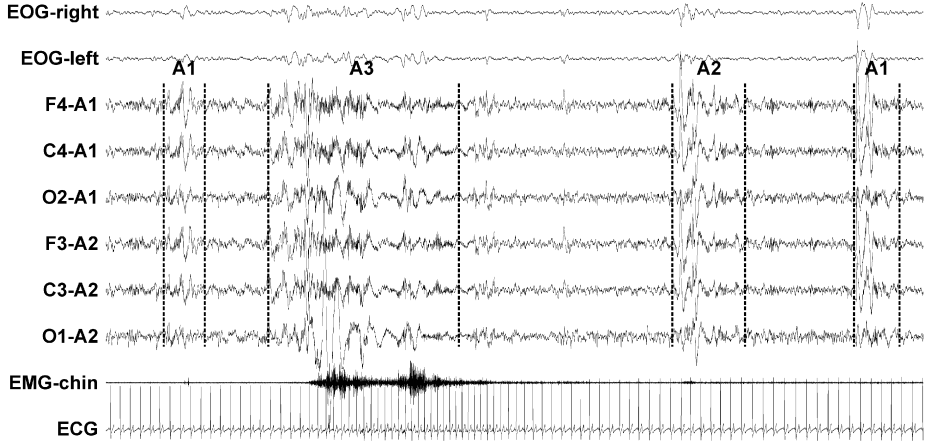 EOG-right
EOG-left
A1 A3 A2 A1
F4-A1
C4-A1
O2-A1
F3-A2
C3-A2
O1-A2
EMG-chin
ECG